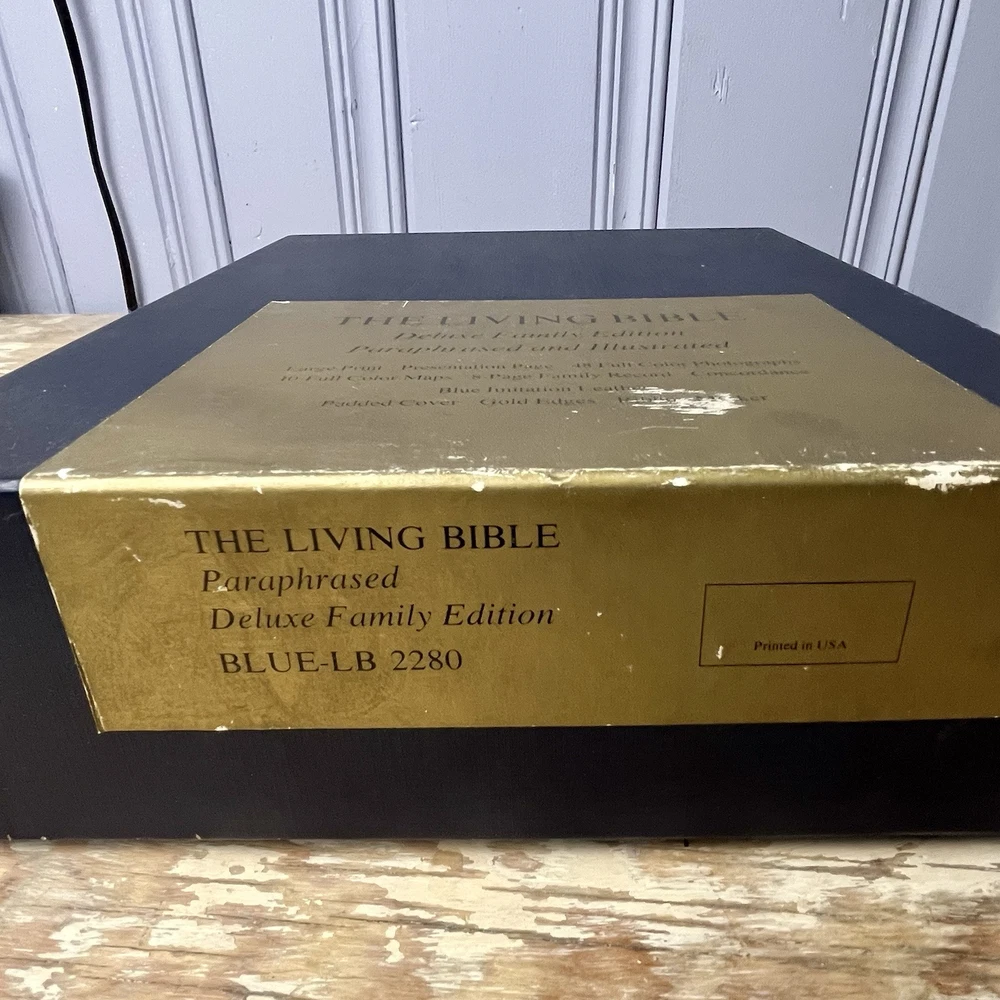 THE LIVING BIBLE
Deluxe Family Edition
Paraphrased and Illustrated
Large Print Presentation Page 48 Full Color Photographs
16 Full Color Maps 8-Page Family Record Concordance
Blue Imitation Leather
Padded Cover Gold Edges
THE LIVING BIBLE
Paraphrased
Deluxe Family Edition
BLUE-LB 2280
Printed in USA